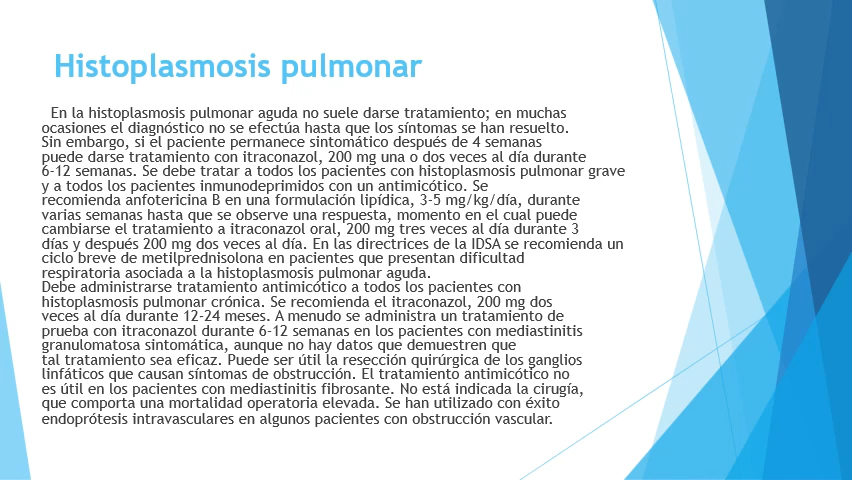 Histoplasmosis pulmonar
En la histoplasmosis pulmonar aguda no suele darse tratamiento; en muchas
ocasiones el diagnóstico no se efectúa hasta que los síntomas se han resuelto.
Sin embargo, si el paciente permanece sintomático después de 4 semanas
puede darse tratamiento con itraconazol, 200 mg una o dos veces al día durante
6-12 semanas. Se debe tratar a todos los pacientes con histoplasmosis pulmonar grave
y a todos los pacientes inmunodeprimidos con un antimicótico. Se
recomienda anfotericina B en una formulación lipídica, 3-5 mg/kg/día, durante
varias semanas hasta que se observe una respuesta, momento en el cual puede
cambiarse el tratamiento a itraconazol oral, 200 mg tres veces al día durante 3
días y después 200 mg dos veces al día. En las directrices de la IDSA se recomienda un
ciclo breve de metilprednisolona en pacientes que presentan dificultad
respiratoria asociada a la histoplasmosis pulmonar aguda.
Debe administrarse tratamiento antimicótico a todos los pacientes con
histoplasmosis pulmonar crónica. Se recomienda el itraconazol, 200 mg dos
veces al día durante 12-24 meses. A menudo se administra un tratamiento de
prueba con itraconazol durante 6-12 semanas en los pacientes con mediastinitis
granulomatosa sintomática, aunque no hay datos que demuestren que
tal tratamiento sea eficaz. Puede ser útil la resección quirúrgica de los ganglios
linfáticos que causan síntomas de obstrucción. El tratamiento antimicótico no
es útil en los pacientes con mediastinitis fibrosante. No está indicada la cirugía,
que comporta una mortalidad operatoria elevada. Se han utilizado con éxito
endoprótesis intravasculares en algunos pacientes con obstrucción vascular.